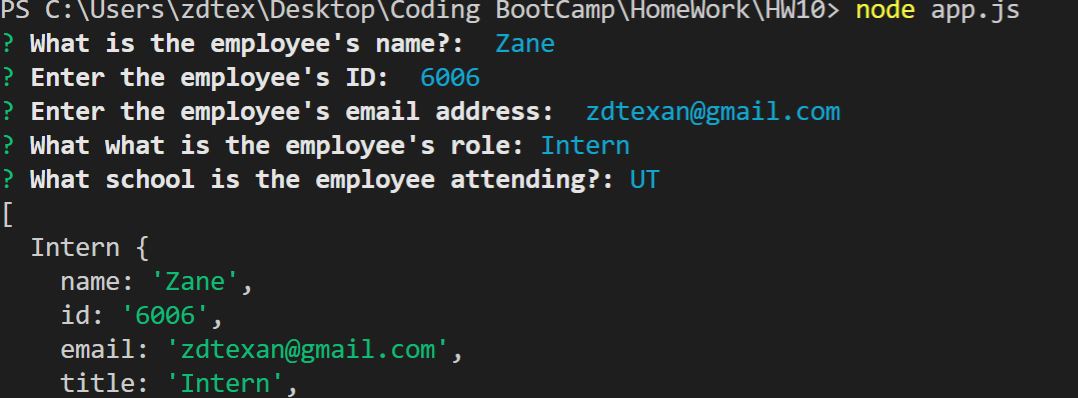 PS C:\Users\zdtex\Desktop\Coding BootCamp\HomeWork\HW10> node app.js
? What is the employee's name?: Zane
? Enter the employee's ID: 6006
? Enter the employee's email address: zdtexan@gmail.com
? What what is the employee's role: Intern
? What school is the employee attending?: UT
[
  Intern {
    name: 'Zane',
    id: '6006',
    email: 'zdtexan@gmail.com',
    title: 'Intern',